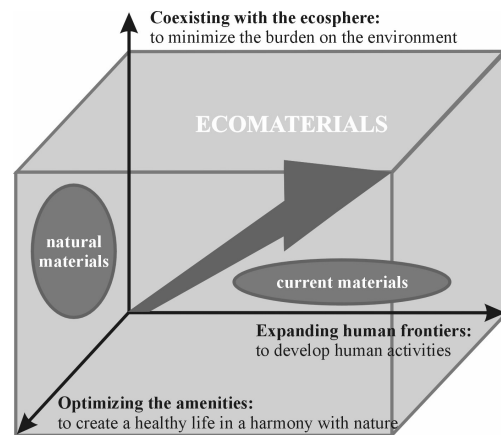 Coexisting with the ecosphere:
to minimize the burden on the environment
ECOMATERIALS
natural
materials
current materials
Expanding human frontiers:
to develop human activities
Optimizing the amenities:
to create a healthy life in a harmony with nature